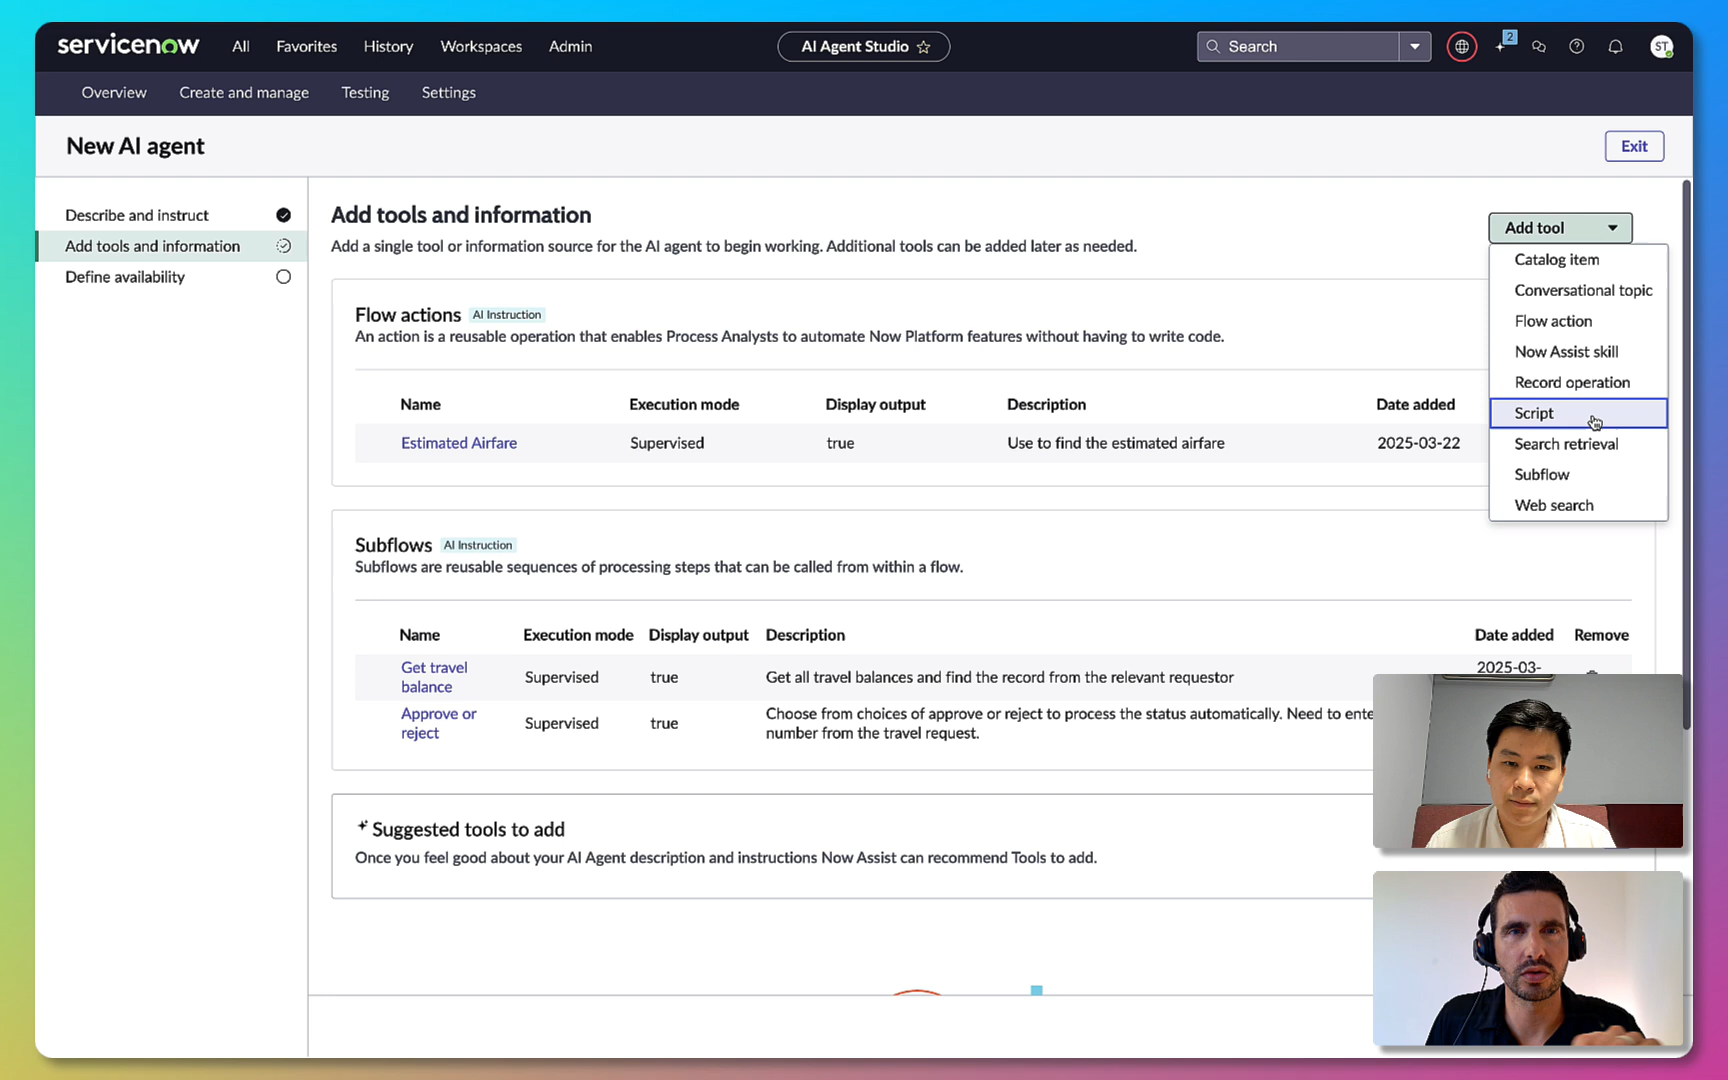 servicenow All Favorites History Workspaces Admin AI Agent Studio Search 2 ST
Overview Create and manage Testing Settings
New AI agent Exit
Describe and instruct
Add tools and information
Define availability
Add tools and information
Add a single tool or information source for the AI agent to begin working. Additional tools can be added later as needed.
Add tool
Catalog item
Conversational topic
Flow action
Now Assist skill
Record operation
Script
Search retrieval
Subflow
Web search
Flow actions AI Instruction
An action is a reusable operation that enables Process Analysts to automate Now Platform features without having to write code.
Name Execution mode Display output Description Date added
Estimated Airfare Supervised true Use to find the estimated airfare 2025-03-22
Subflows AI Instruction
Subflows are reusable sequences of processing steps that can be called from within a flow.
Name Execution mode Display output Description Date added Remove
Get travel balance Supervised true Get all travel balances and find the record from the relevant requestor 2025-03-
Approve or reject Supervised true Choose from choices of approve or reject to process the status automatically. Need to ente
number from the travel request.
Suggested tools to add
Once you feel good about your AI Agent description and instructions Now Assist can recommend Tools to add.